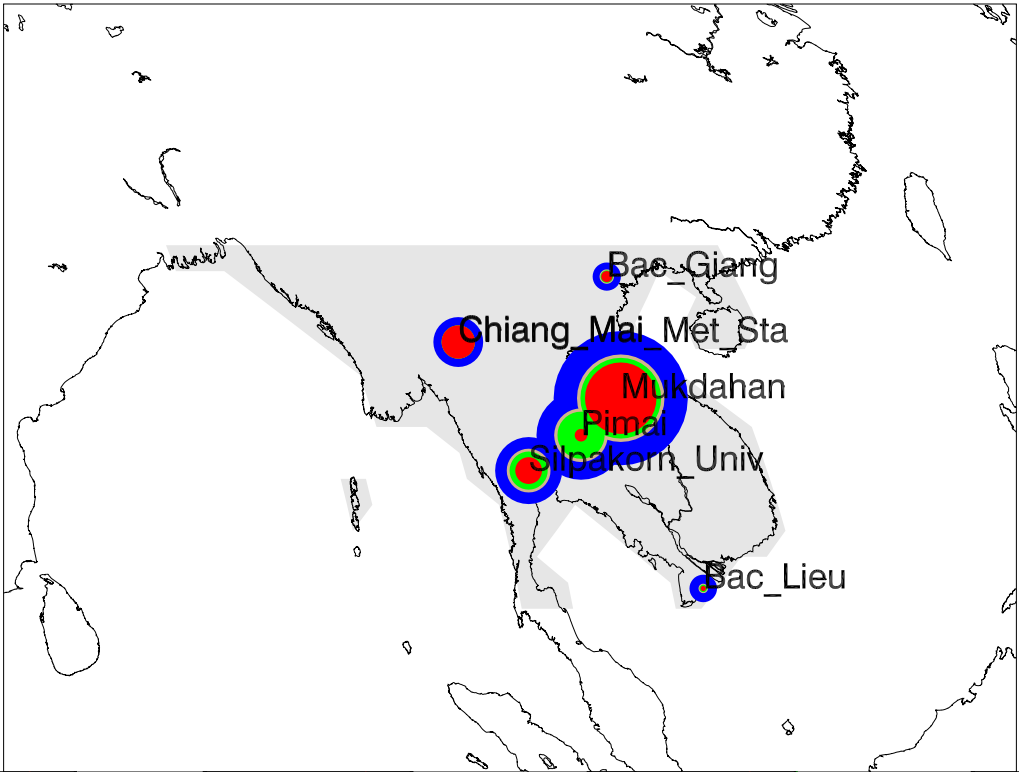 Bac_Giang
Chiang_Mai_Met_Sta
Mukdahan
Pimai
Silpakorn_Univ
Bac_Lieu